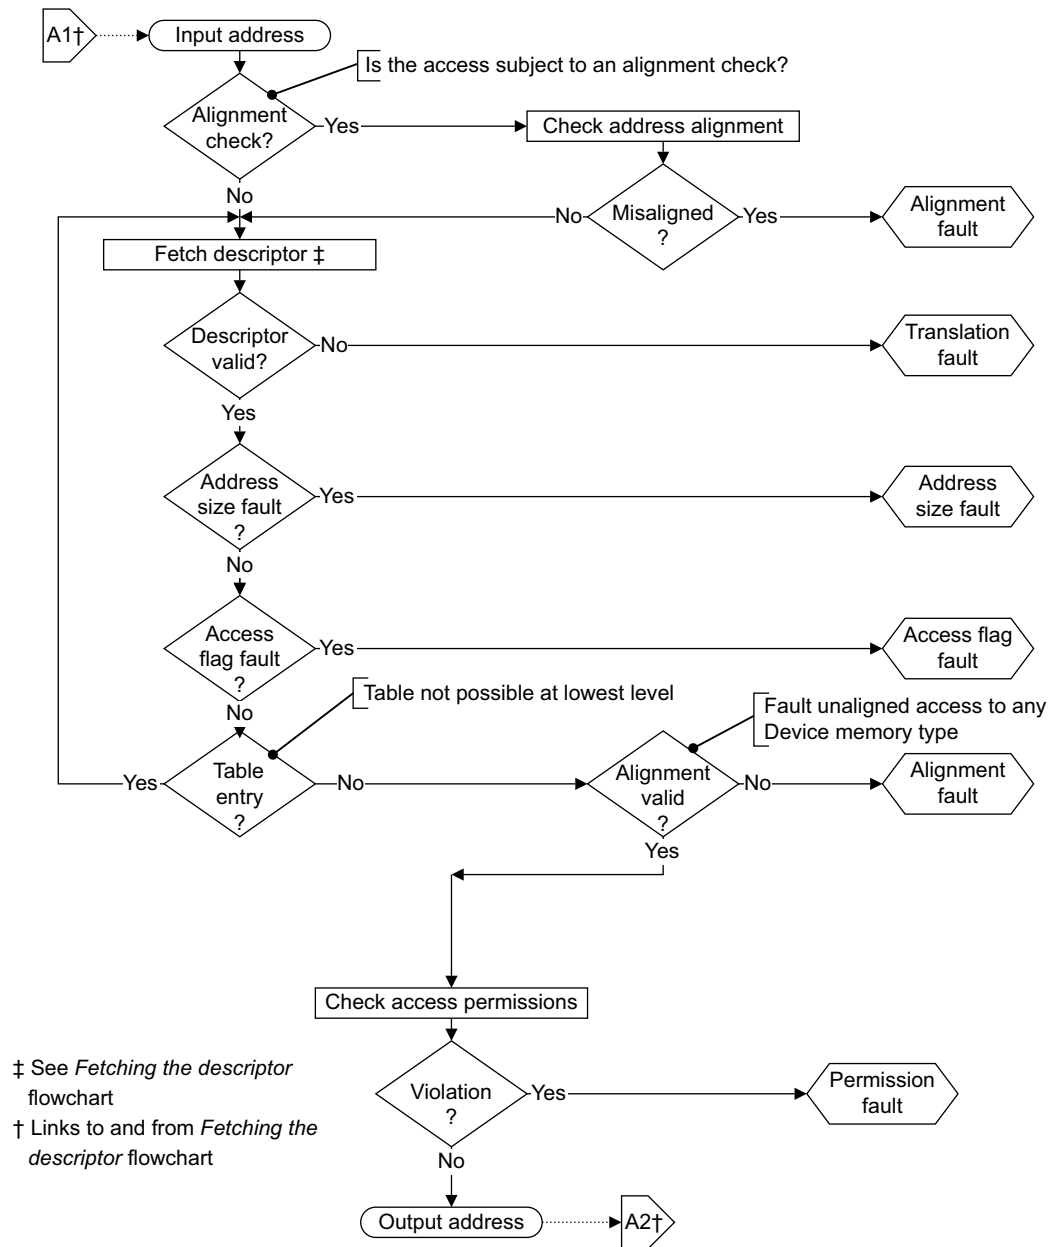 A1†
Input address
Is the access subject to an alignment check?
Alignment
check?
Yes
Check address alignment
No
No
Misaligned
?
Yes
Alignment
fault
Fetch descriptor ‡
Descriptor
valid?
No
Translation
fault
Yes
Address
size fault
?
Yes
Address
size fault
No
Access
flag fault
?
Yes
Access flag
fault
No
Table not possible at lowest level
Fault unaligned access to any
Device memory type
Yes
Table
entry
?
No
Alignment
valid
?
No
Alignment
fault
Yes
Check access permissions
‡ See Fetching the descriptor
flowchart
† Links to and from Fetching the
descriptor flowchart
Violation
?
Yes
Permission
fault
No
Output address
A2†